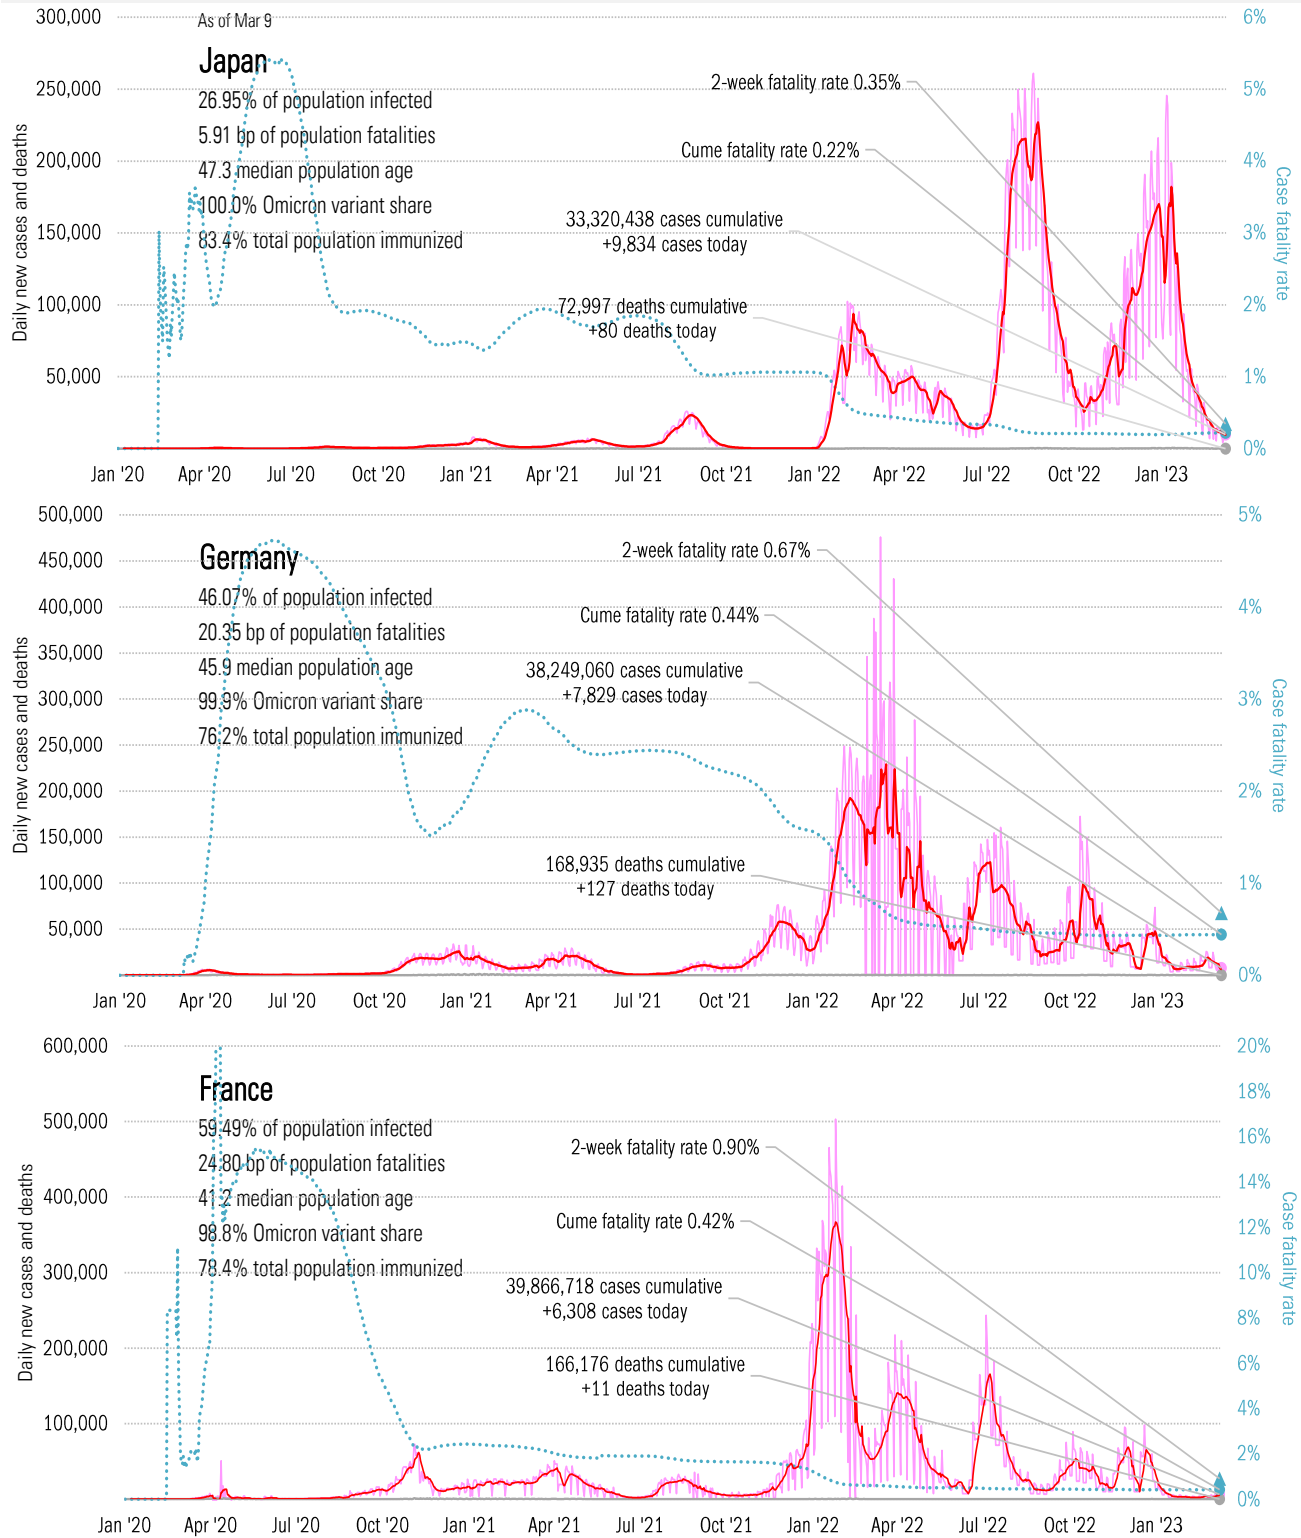 As of Mar 9
Japan
26.95% of population infected
5.91 bp of population fatalities
47.3 median population age
100.0% Omicron variant share
83.4% total population immunized
2-week fatality rate 0.35%
Cume fatality rate 0.22%
33,320,438 cases cumulative
+9,834 cases today
72,997 deaths cumulative
+80 deaths today
Daily new cases and deaths
300,000
250,000
200,000
150,000
100,000
50,000
6%
5%
4%
3%
2%
1%
0%
Case fatality rate
Jan '20 Apr '20 Jul '20 Oct '20 Jan '21 Apr '21 Jul '21 Oct '21 Jan '22 Apr '22 Jul '22 Oct '22 Jan '23
Germany
46.07% of population infected
20.35 bp of population fatalities
45.9 median population age
99.9% Omicron variant share
76.2% total population immunized
2-week fatality rate 0.67%
Cume fatality rate 0.44%
38,249,060 cases cumulative
+7,829 cases today
168,935 deaths cumulative
+127 deaths today
Daily new cases and deaths
500,000
450,000
400,000
350,000
300,000
250,000
200,000
150,000
100,000
50,000
5%
4%
3%
2%
1%
0%
Case fatality rate
Jan '20 Apr '20 Jul '20 Oct '20 Jan '21 Apr '21 Jul '21 Oct '21 Jan '22 Apr '22 Jul '22 Oct '22 Jan '23
France
59.49% of population infected
24.80 bp of population fatalities
41.2 median population age
98.8% Omicron variant share
78.4% total population immunized
2-week fatality rate 0.90%
Cume fatality rate 0.42%
39,866,718 cases cumulative
+6,308 cases today
166,176 deaths cumulative
+11 deaths today
Daily new cases and deaths
600,000
500,000
400,000
300,000
200,000
100,000
20%
18%
16%
14%
12%
10%
8%
6%
4%
2%
0%
Case fatality rate
Jan '20 Apr '20 Jul '20 Oct '20 Jan '21 Apr '21 Jul '21 Oct '21 Jan '22 Apr '22 Jul '22 Oct '22 Jan '23